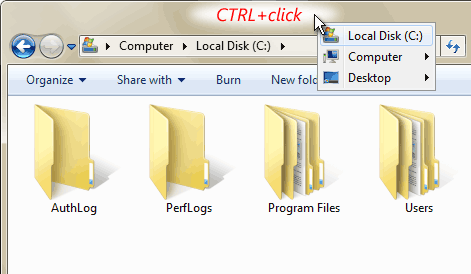 CTRL+click
Local Disk (C:)
Computer
Desktop
Computer Local Disk (C:)
Organize Share with Burn New fold
AuthLog PerfLogs Program Files Users